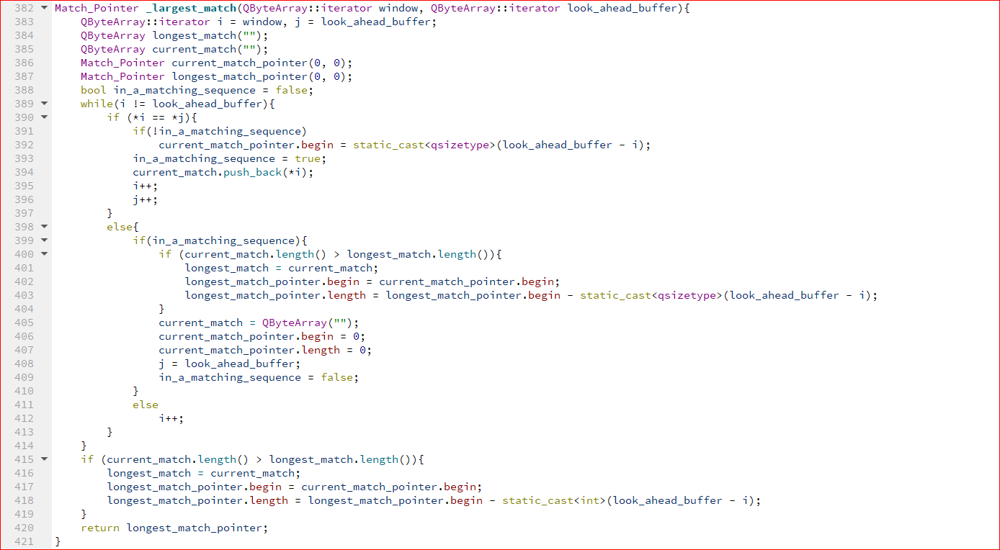 382 Match_Pointer _largest_match(QByteArray::iterator window, QByteArray::iterator look_ahead_buffer){
383     QByteArray::iterator i = window, j = look_ahead_buffer;
384     QByteArray longest_match("");
385     QByteArray current_match("");
386     Match_Pointer current_match_pointer(0, 0);
387     Match_Pointer longest_match_pointer(0, 0);
388     bool in_a_matching_sequence = false;
389     while(i != look_ahead_buffer){
390         if (*i == *j){
391             if(!in_a_matching_sequence)
392                 current_match_pointer.begin = static_cast<qsizetype>(look_ahead_buffer - i);
393             in_a_matching_sequence = true;
394             current_match.push_back(*i);
395             i++;
396             j++;
397         }
398         else{
399             if(in_a_matching_sequence){
400                 if (current_match.length() > longest_match.length()){
401                     longest_match = current_match;
402                     longest_match_pointer.begin = current_match_pointer.begin;
403                     longest_match_pointer.length = longest_match_pointer.begin - static_cast<qsizetype>(look_ahead_buffer - i);
404                 }
405                 current_match = QByteArray("");
406                 current_match_pointer.begin = 0;
407                 current_match_pointer.length = 0;
408                 j = look_ahead_buffer;
409                 in_a_matching_sequence = false;
410             }
411             else
412                 i++;
413         }
414     }
415     if (current_match.length() > longest_match.length()){
416         longest_match = current_match;
417         longest_match_pointer.begin = current_match_pointer.begin;
418         longest_match_pointer.length = longest_match_pointer.begin - static_cast<int>(look_ahead_buffer - i);
419     }
420     return longest_match_pointer;
421 }